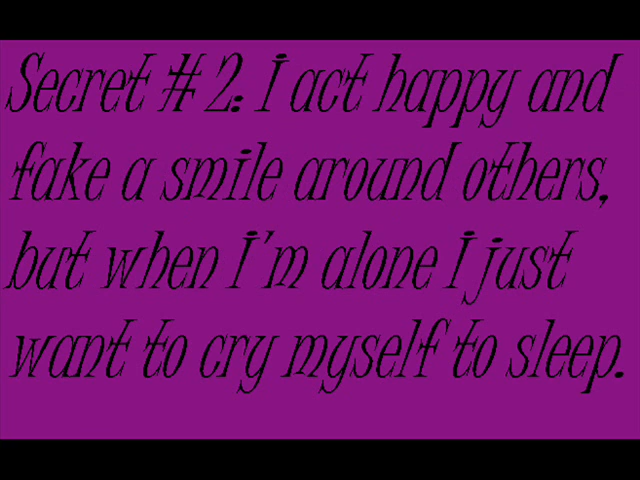 Secret # 2: I act happy and
fake a smile around others,
but when I'm alone I just
want to cry myself to sleep.